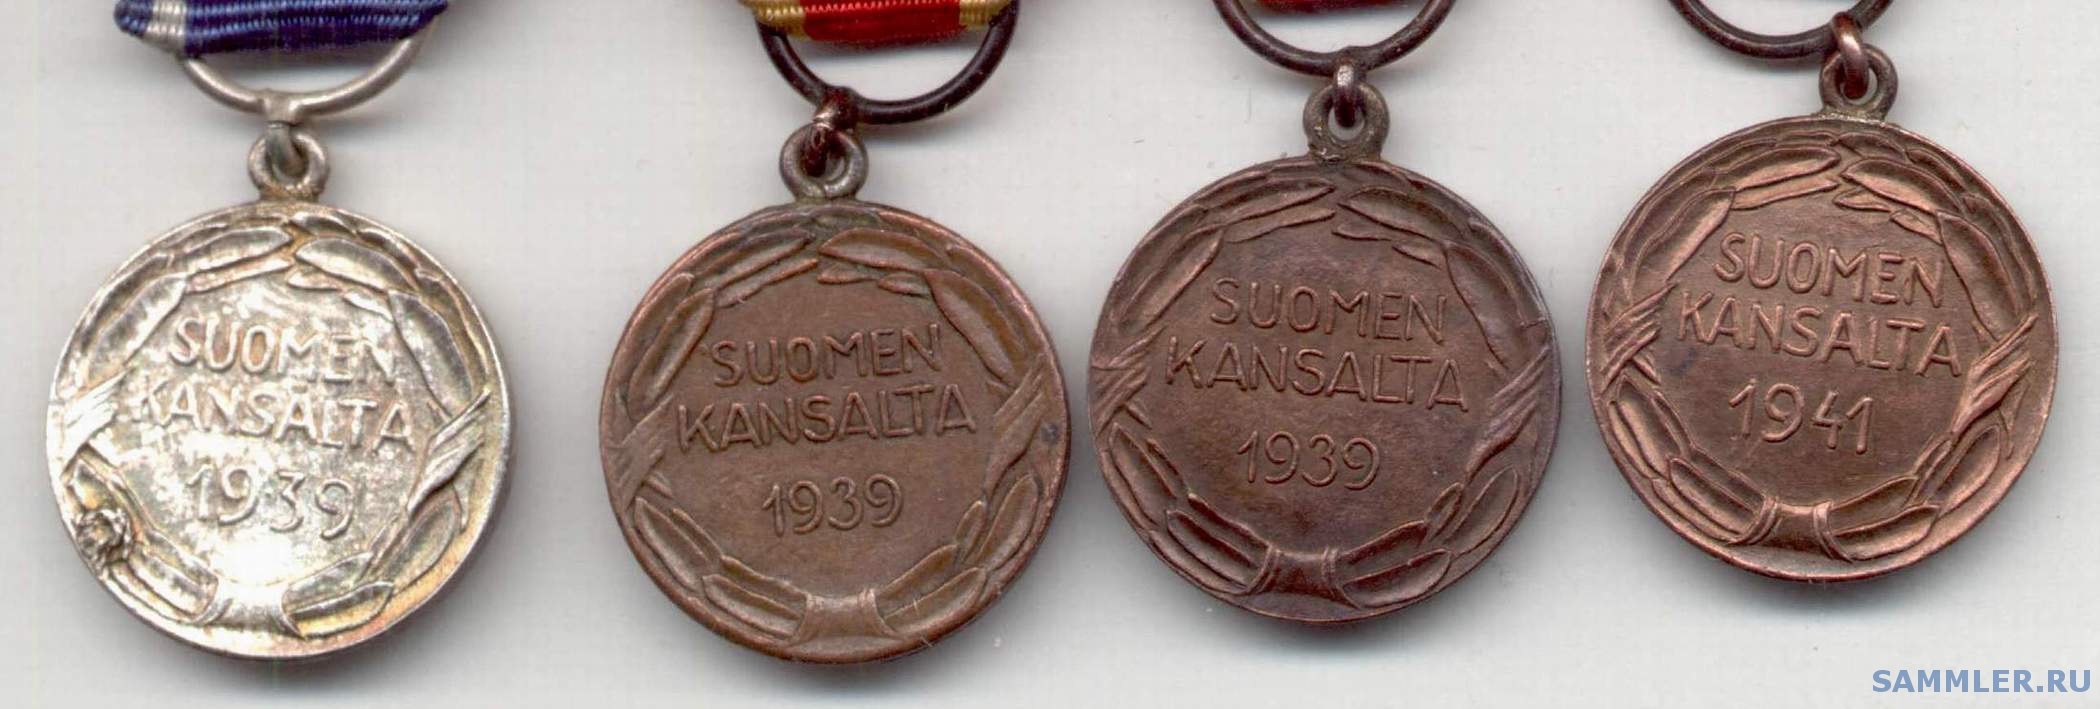 SUOMEN
KANSALTA
1939
SUOMEN
KANSALTA
1939
SUOMEN
KANSALTA
1939
SUOMEN
KANSALTA
1941
SAMMLER.RU